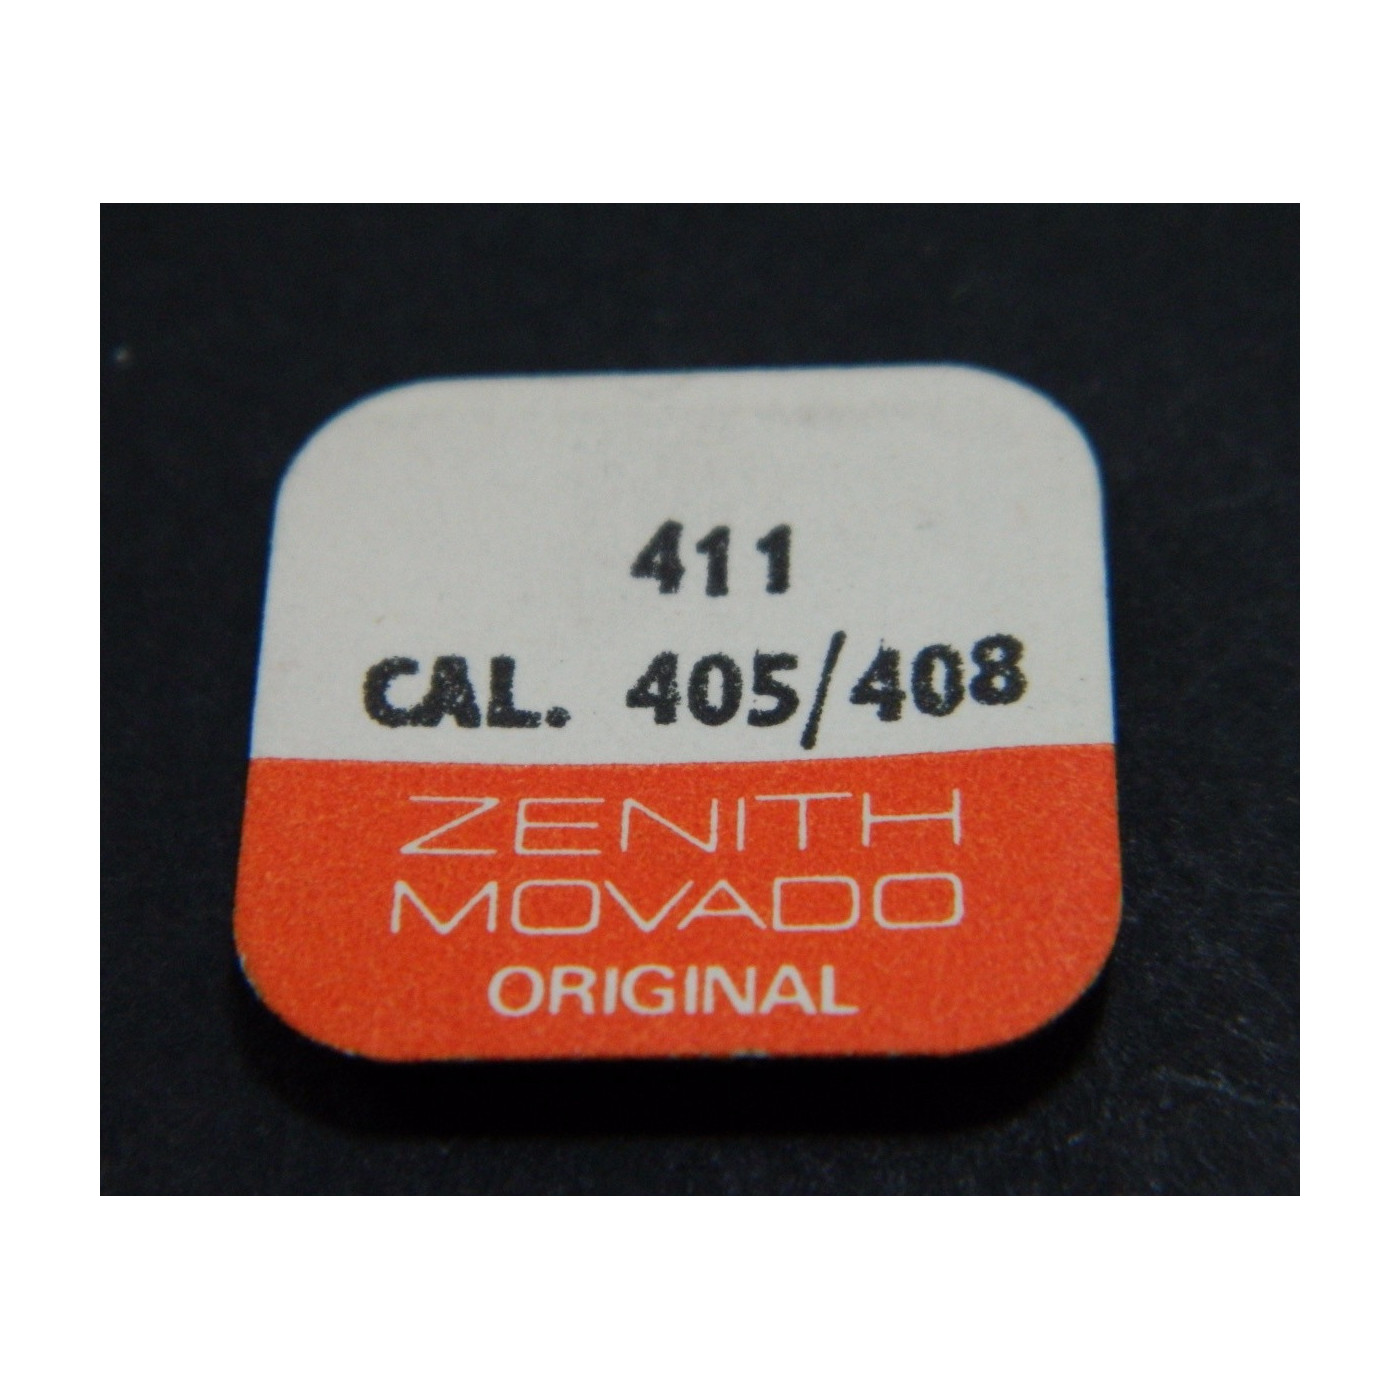 411
CAL. 405/408
ZENITH
MOVADO
ORIGINAL